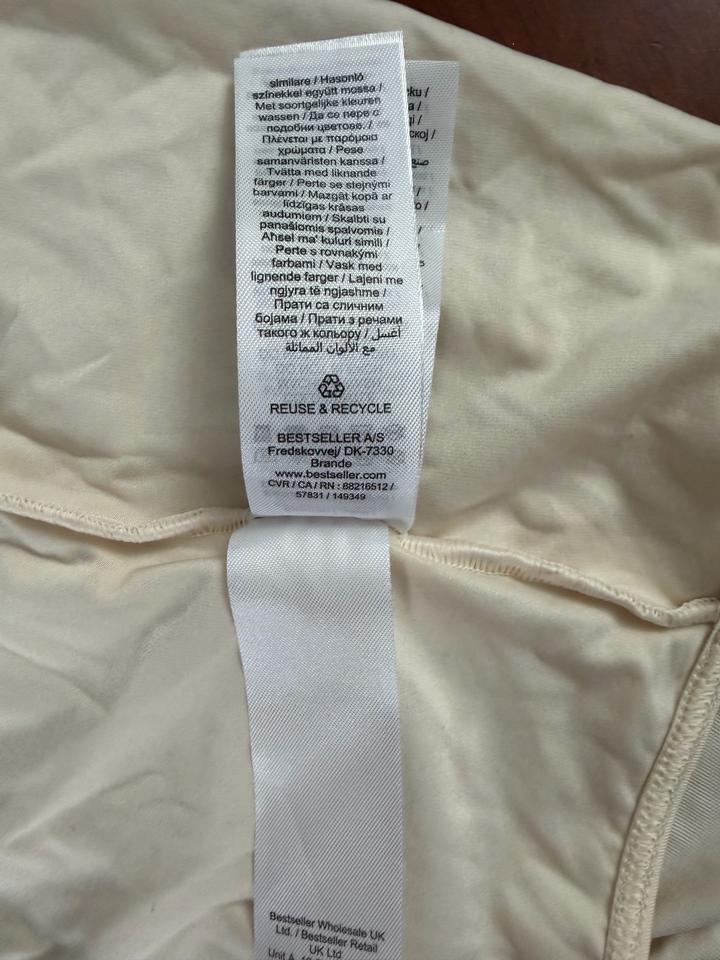 similare / Hasonló
színekkel együtt mossa /
Met soortgelijke kleuren
wassen / Да се пере с
подобни цветове. /
Πλένεται με παρόμοια
χρώματα / Pese
samanväristen kanssa /
Tvätta med liknande
färger / Perte se stejnými
barvami / Mazgāt kopā ar
līdzīgas krāsas
audumiem / Skalbti su
panašiomis spalvomis /
Aħsel ma' kuluri simili /
Perte s rovnakými
farbami / Vask med
lignende farger / Lajeni me
ngjyra të ngjashme /
Прати са сличним
бојама / Прати з речами
такого ж кольору / أغسل
مع الألوان المماثلة
REUSE & RECYCLE
BESTSELLER A/S
Fredskovvej/ DK-7330
Brande
www.bestseller.com
CVR / CA / RN : 88216512 /
57831 / 149349
Bestseller Wholesale UK
Ltd. / Bestseller Retail
UK Ltd
Unit A